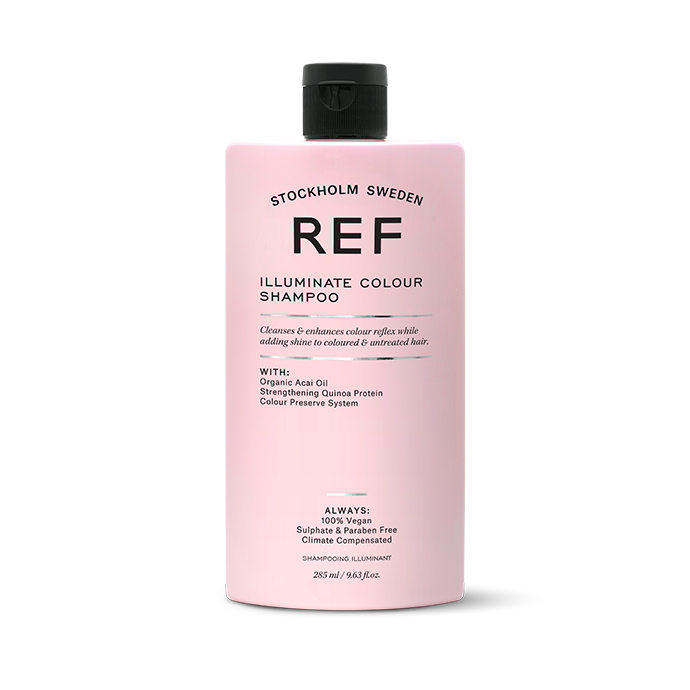 STOCKHOLM SWEDEN
REF
ILLUMINATE COLOUR
SHAMPOO
Cleanses & enhances colour reflex while
adding shine to coloured & untreated hair.
WITH:
Organic Acai Oil
Strengthening Quinoa Protein
Colour Preserve System
ALWAYS:
100% Vegan
Sulphate & Paraben Free
Climate Compensated
SHAMPOOING ILLUMINANT
285 ml / 9.63 fl.oz.